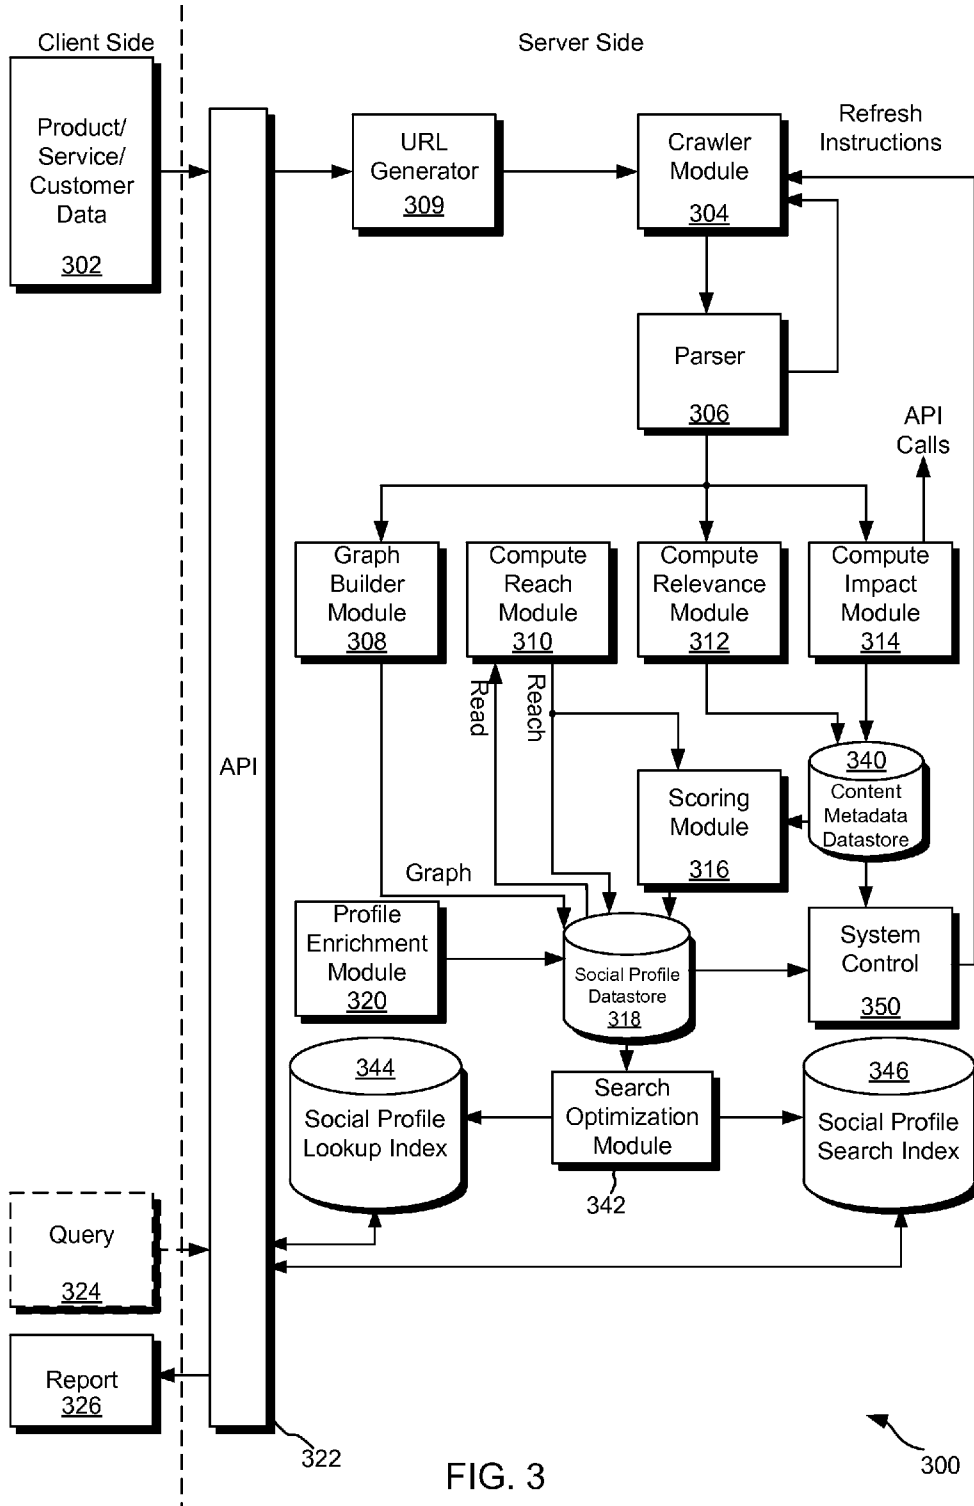 Client Side
Server Side
Product/
Service/
Customer
Data
302
URL
Generator
309
Crawler
Module
304
Refresh
Instructions
Parser
306
API
Calls
Graph
Builder
Module
308
Compute
Reach
Module
310
Compute
Relevance
Module
312
Compute
Impact
Module
314
Read
Reach
API
340
Content
Metadata
Datastore
Scoring
Module
316
Graph
Profile
Enrichment
Module
320
Social Profile
Datastore
318
System
Control
350
344
Social Profile
Lookup Index
Search
Optimization
Module
342
346
Social Profile
Search Index
Query
324
Report
326
322
300
FIG. 3